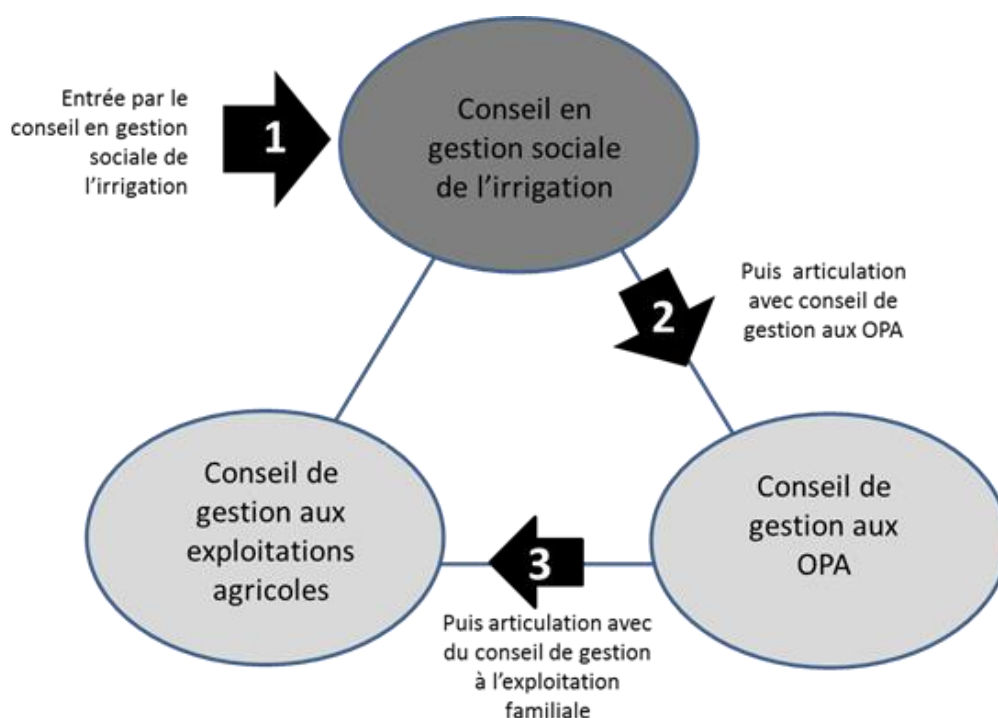 Entrée par le
conseil en gestion
sociale de
l'irrigation
1
Conseil en
gestion sociale
de l'irrigation
2
Puis articulation
avec conseil de
gestion aux OPA
Conseil de
gestion aux
exploitations
agricoles
3
Conseil de
gestion aux
OPA
Puis articulation avec
du conseil de gestion
à l'exploitation
familiale